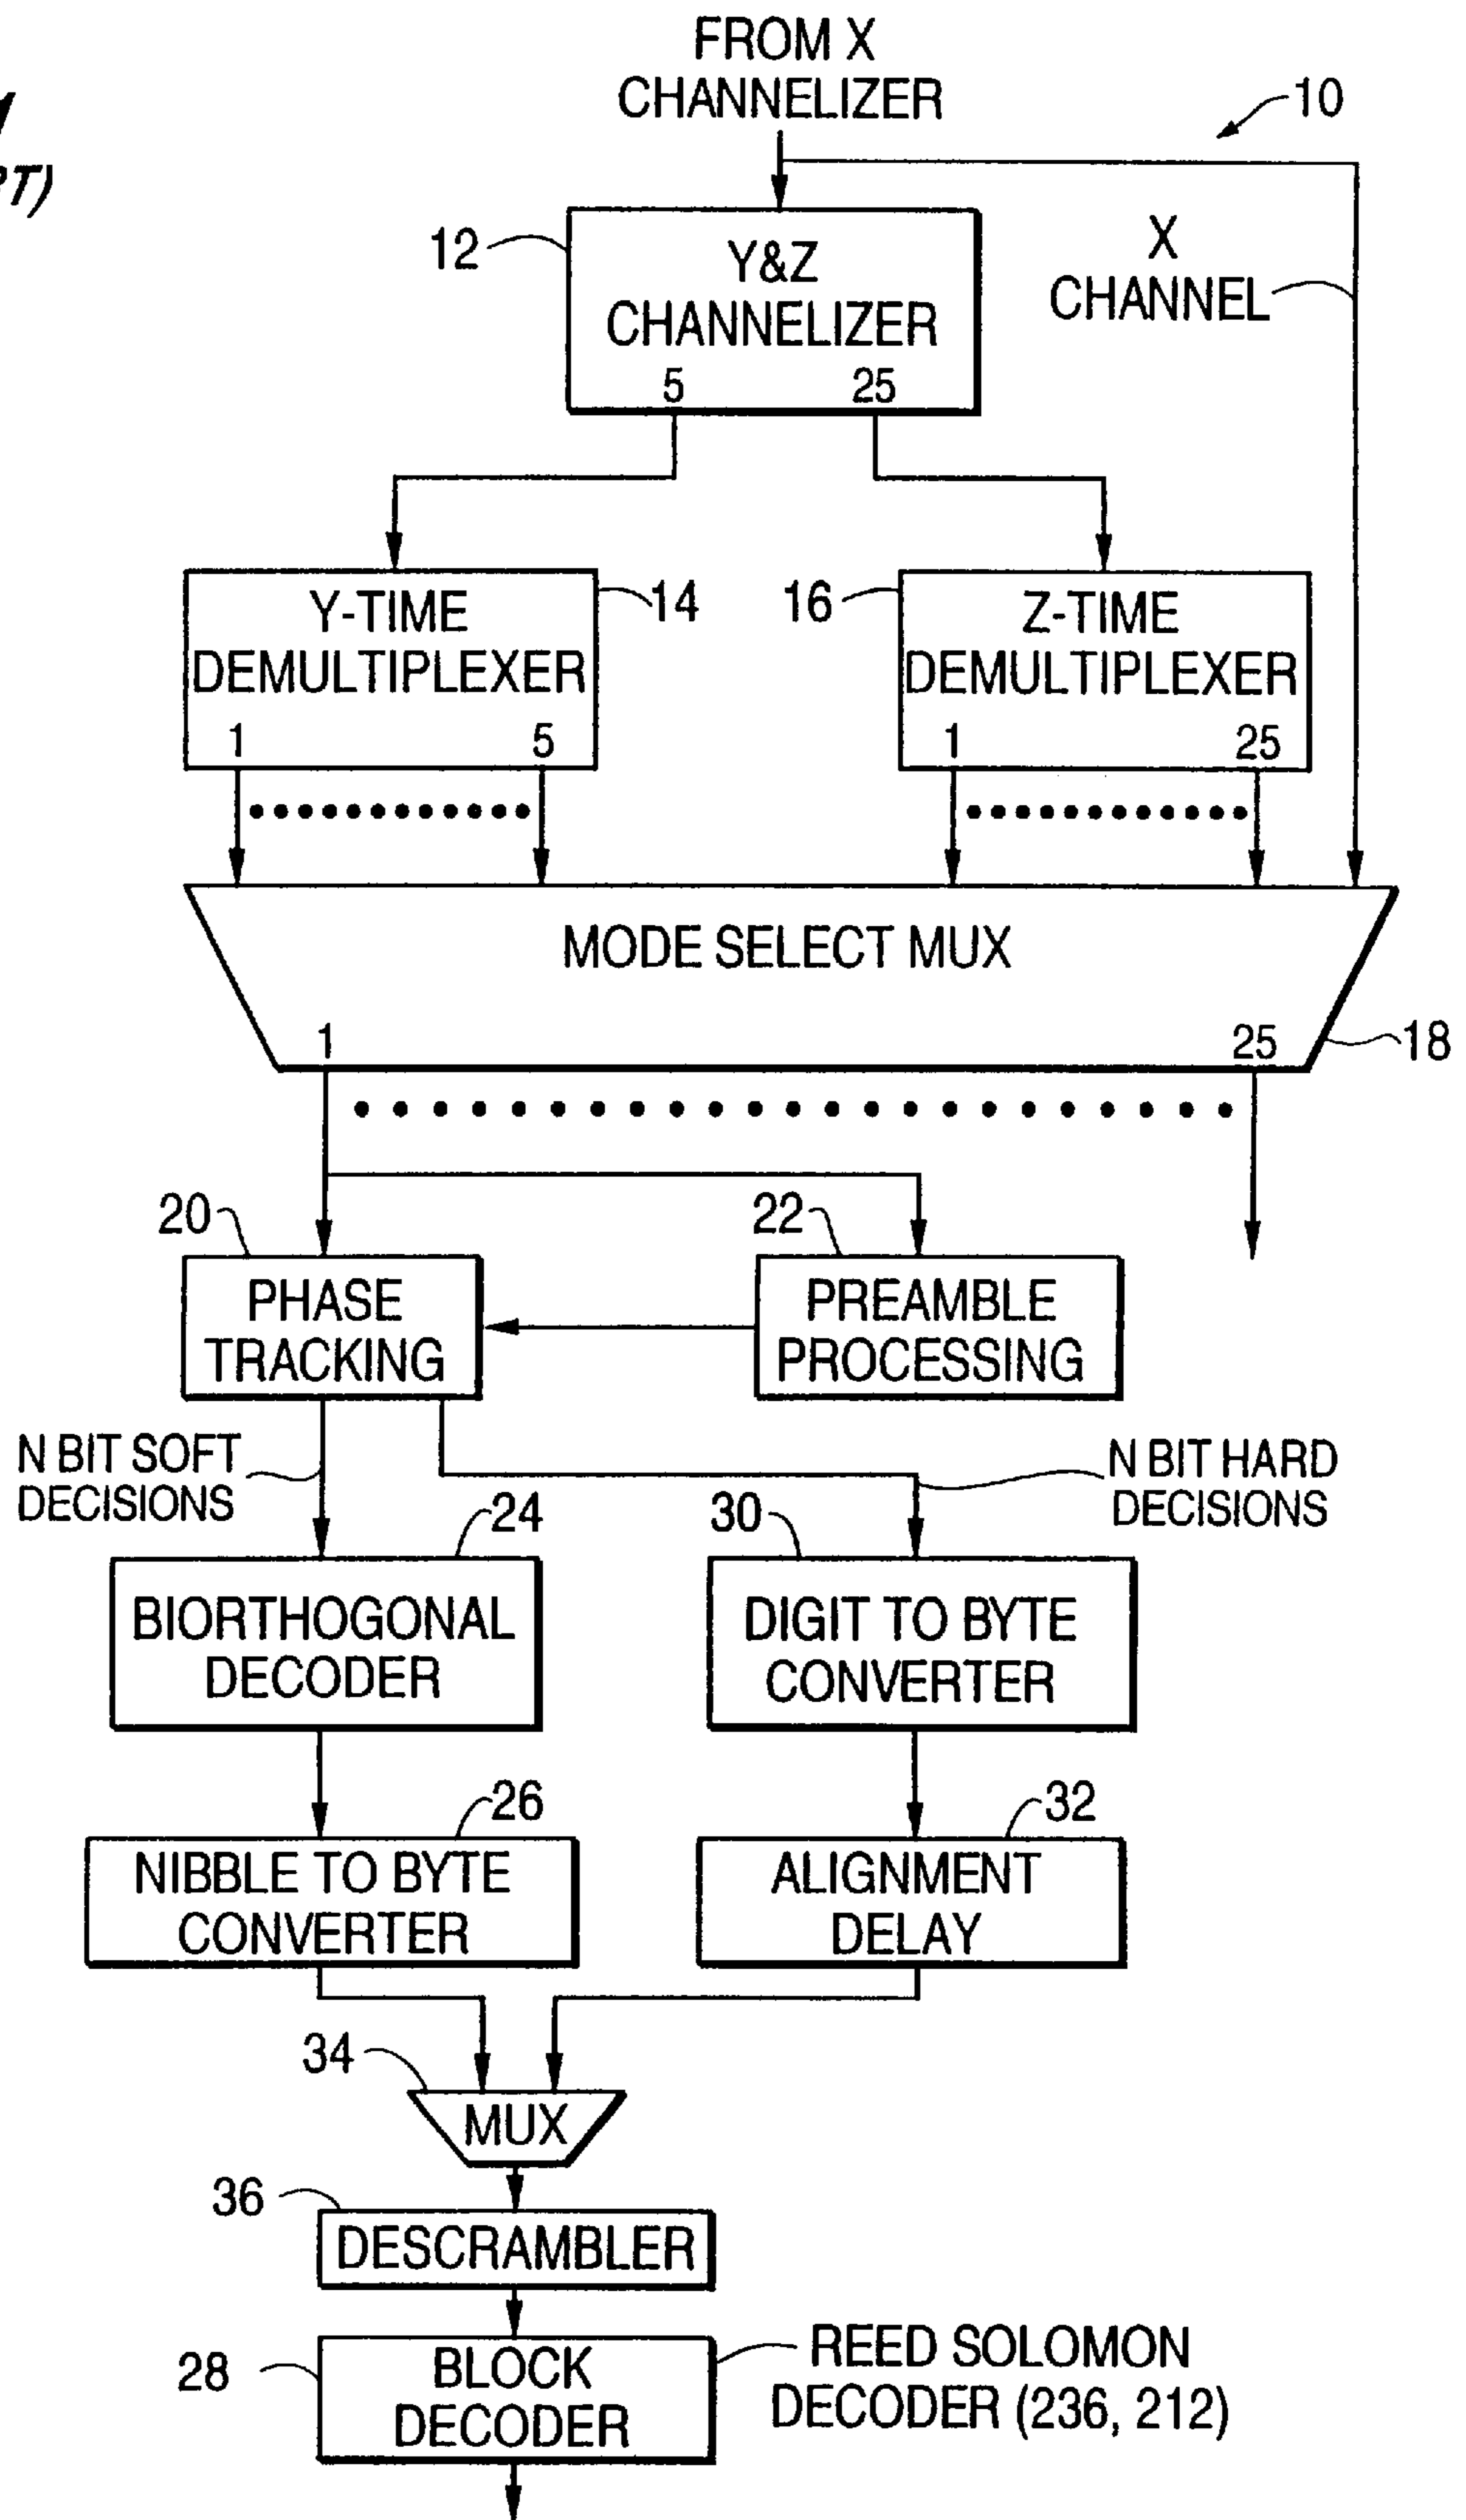 FROM X
CHANNELIZER
10
12
Y&Z
CHANNELIZER
5 25
X
CHANNEL
Y-TIME
DEMULTIPLEXER
1 5
14
16
Z-TIME
DEMULTIPLEXER
1 25
MODE SELECT MUX
1 25
18
20
22
PHASE
TRACKING
PREAMBLE
PROCESSING
N BIT SOFT
DECISIONS
N BIT HARD
DECISIONS
24
30
BIORTHOGONAL
DECODER
DIGIT TO BYTE
CONVERTER
26
32
NIBBLE TO BYTE
CONVERTER
ALIGNMENT
DELAY
34
MUX
36
DESCRAMBLER
28
BLOCK
DECODER
REED SOLOMON
DECODER (236, 212)